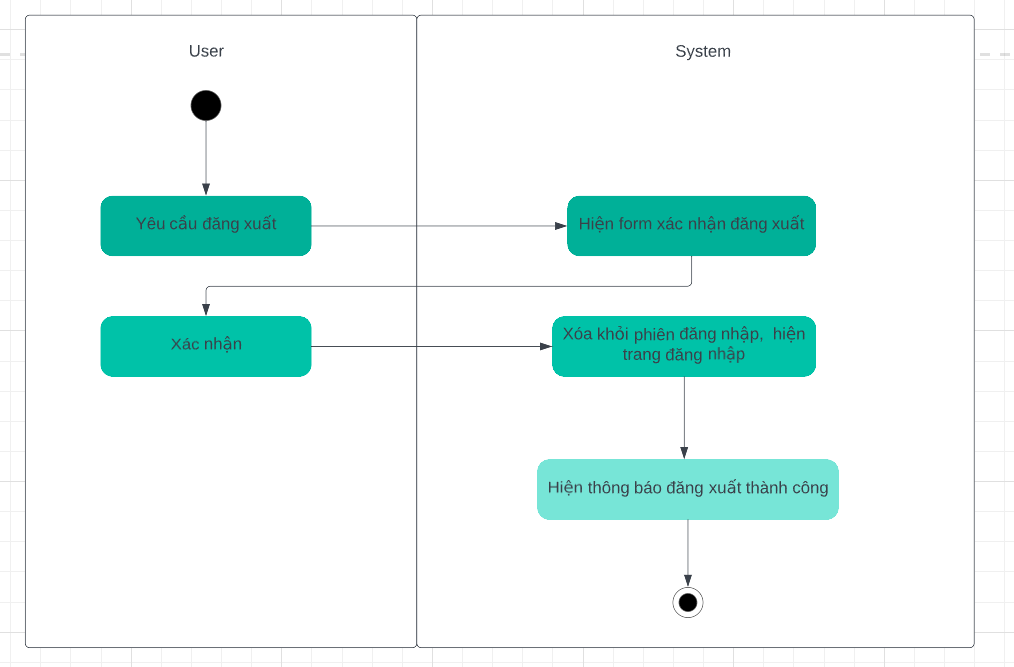 User
System
Yêu cầu đăng xuất
Hiện form xác nhận đăng xuất
Xác nhận
Xóa khỏi phiên đăng nhập, hiện
trang đăng nhập
Hiện thông báo đăng xuất thành công